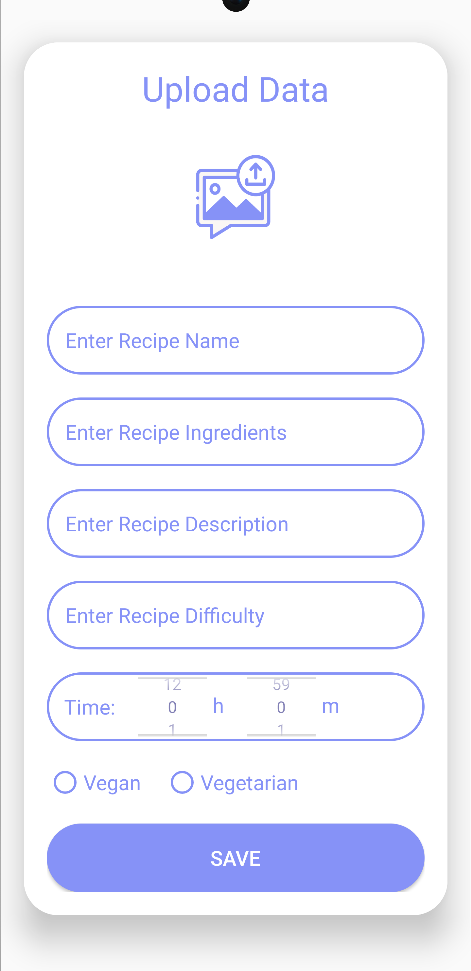 Upload Data
Enter Recipe Name
Enter Recipe Ingredients
Enter Recipe Description
Enter Recipe Difficulty
12 59
Time: 0 h 0 m
1 1
Vegan Vegetarian
SAVE